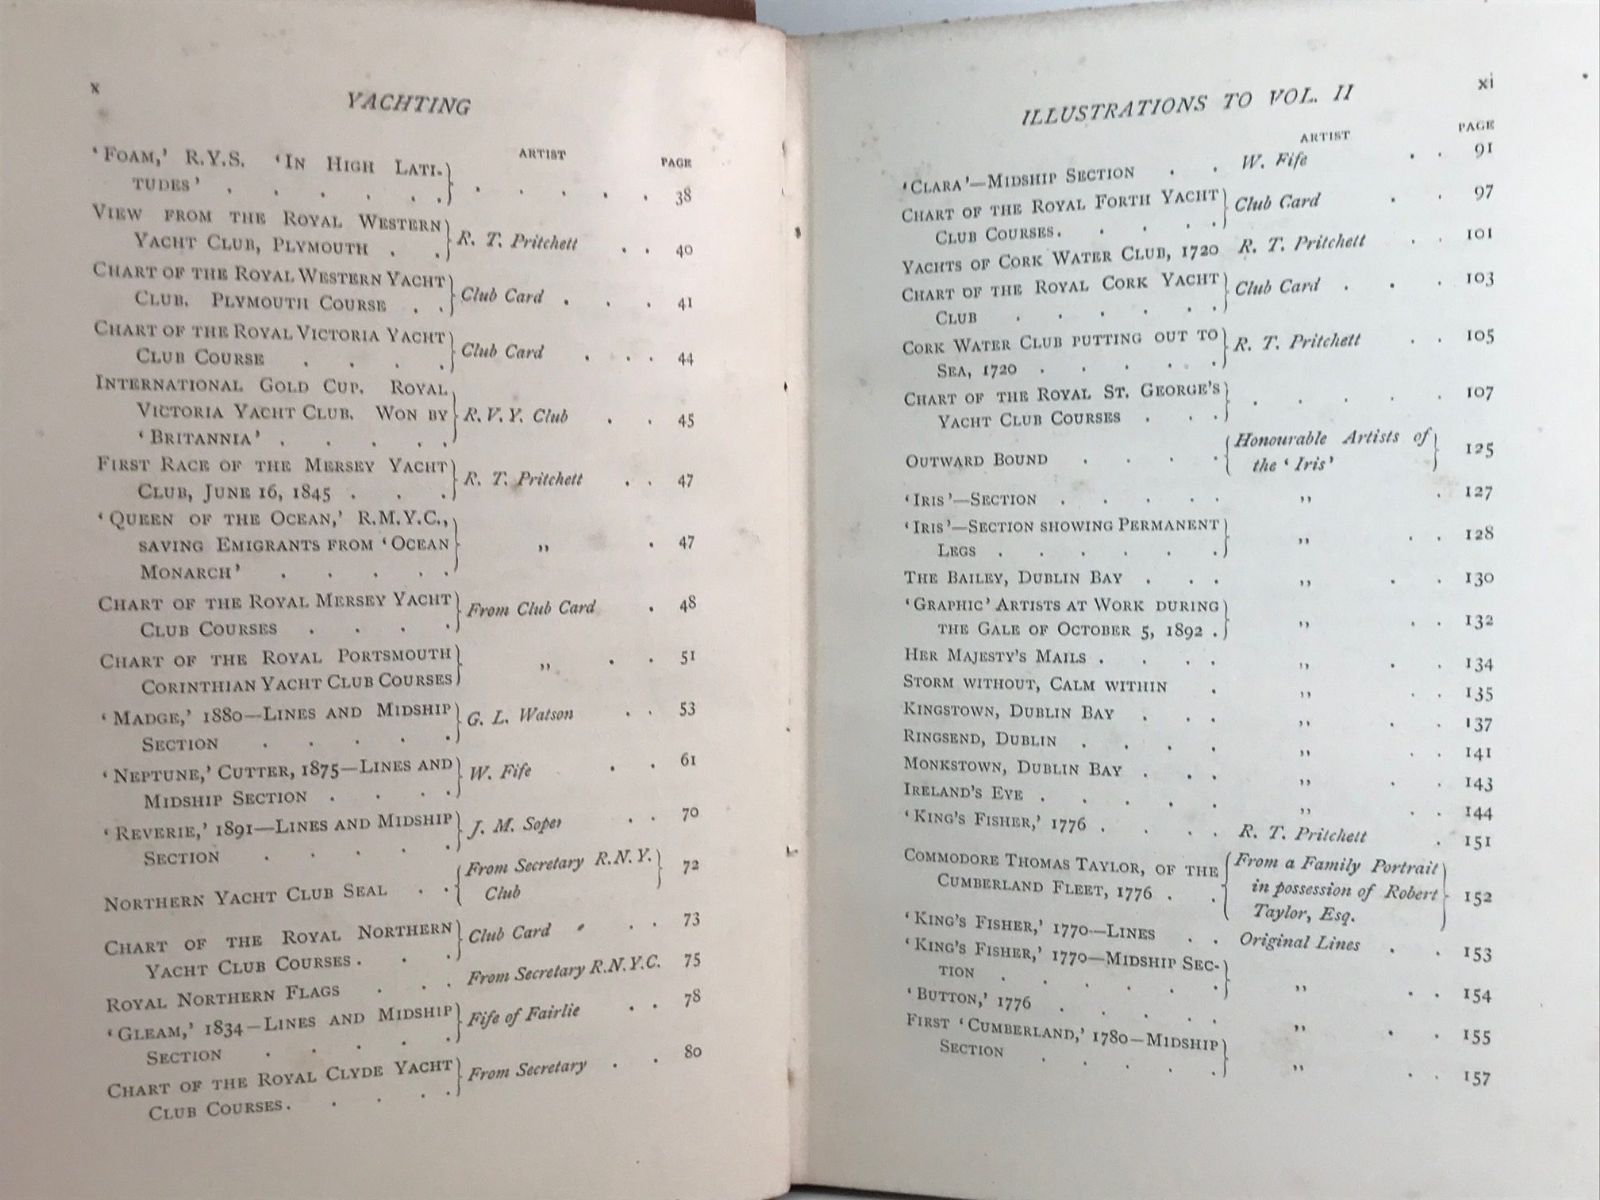 x
YACHTING
ARTIST PAGE
'FOAM,' R.Y.S. 'IN HIGH LATI-
TUDES' . . . . . . . . . . 38
VIEW FROM THE ROYAL WESTERN
YACHT CLUB, PLYMOUTH . . R. T. Pritchett . . 40
CHART OF THE ROYAL WESTERN YACHT
CLUB. PLYMOUTH COURSE . . Club Card . . . 41
CHART OF THE ROYAL VICTORIA YACHT
CLUB COURSE . . . . Club Card . . . . 44
INTERNATIONAL GOLD CUP. ROYAL
VICTORIA YACHT CLUB. WON BY R. V. Y. Club . . 45
'BRITANNIA' . . . . .
FIRST RACE OF THE MERSEY YACHT
CLUB, JUNE 16, 1845 . . . R. T. Pritchett . . 47
'QUEEN OF THE OCEAN,' R.M.Y.C.,
SAVING EMIGRANTS FROM 'OCEAN ,, . 47
MONARCH' . . . . .
CHART OF THE ROYAL MERSEY YACHT
CLUB COURSES . . . . From Club Card . 48
CHART OF THE ROYAL PORTSMOUTH
CORINTHIAN YACHT CLUB COURSES ,, . . 51
'MADGE,' 1880—LINES AND MIDSHIP
SECTION . . . . . G. L. Watson . . 53
'NEPTUNE,' CUTTER, 1875—LINES AND
MIDSHIP SECTION . . . . W. Fife . . 61
'REVERIE,' 1891—LINES AND MIDSHIP
SECTION . . . . . J. M. Soper . . 70
NORTHERN YACHT CLUB SEAL . . From Secretary R.N.Y.
Club 72
CHART OF THE ROYAL NORTHERN
YACHT CLUB COURSES . . . Club Card . . . 73
ROYAL NORTHERN FLAGS . . . From Secretary R.N.Y.C. 75
'GLEAM,' 1834—LINES AND MIDSHIP
SECTION . . . . . Fife of Fairlie . . 78
CHART OF THE ROYAL CLYDE YACHT
CLUB COURSES . . . . . From Secretary . . 80
ILLUSTRATIONS TO VOL. II
xi
ARTIST PAGE
'CLARA'—MIDSHIP SECTION . . W. Fife . . 91
CHART OF THE ROYAL FORTH YACHT
CLUB COURSES . . . . Club Card . . 97
YACHTS OF CORK WATER CLUB, 1720 R. T. Pritchett . . 101
CHART OF THE ROYAL CORK YACHT
CLUB . . . . . Club Card . . . 103
CORK WATER CLUB PUTTING OUT TO
SEA, 1720 . . . . . R. T. Pritchett . . 105
CHART OF THE ROYAL ST. GEORGE'S
YACHT CLUB COURSES . . . . . . . . 107
OUTWARD BOUND . . . . Honourable Artists of
the 'Iris' 125
'IRIS'—SECTION . . . . . ,, . 127
'IRIS'—SECTION SHOWING PERMANENT
LEGS . . . . . . ,, . . 128
THE BAILEY, DUBLIN BAY . . . ,, . . 130
'GRAPHIC' ARTISTS AT WORK DURING
THE GALE OF OCTOBER 5, 1892 . ,, . . 132
HER MAJESTY'S MAILS . . . . ,, . . 134
STORM WITHOUT, CALM WITHIN . ,, . . 135
KINGSTOWN, DUBLIN BAY . . . ,, . . 137
RINGSEND, DUBLIN . . . . ,, . . 141
MONKSTOWN, DUBLIN BAY . . . ,, . . 143
IRELAND'S EYE . . . . . ,, . . 144
'KING'S FISHER,' 1776 . . . . R. T. Pritchett . 151
COMMODORE THOMAS TAYLOR, OF THE From a Family Portrait
CUMBERLAND FLEET, 1776 . . in possession of Robert 152
Taylor, Esq.
'KING'S FISHER,' 1770—LINES . . Original Lines . . 153
'KING'S FISHER,' 1770—MIDSHIP SEC-
TION . . . . . . ,, . . 154
'BUTTON,' 1776 . . . . . ,, . . 155
FIRST 'CUMBERLAND,' 1780—MIDSHIP
SECTION . . . . . ,, . . 157